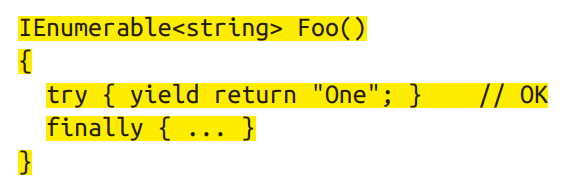 IEnumerable<string> Foo()
{
  try { yield return "One"; }    // OK
  finally { ... }
}